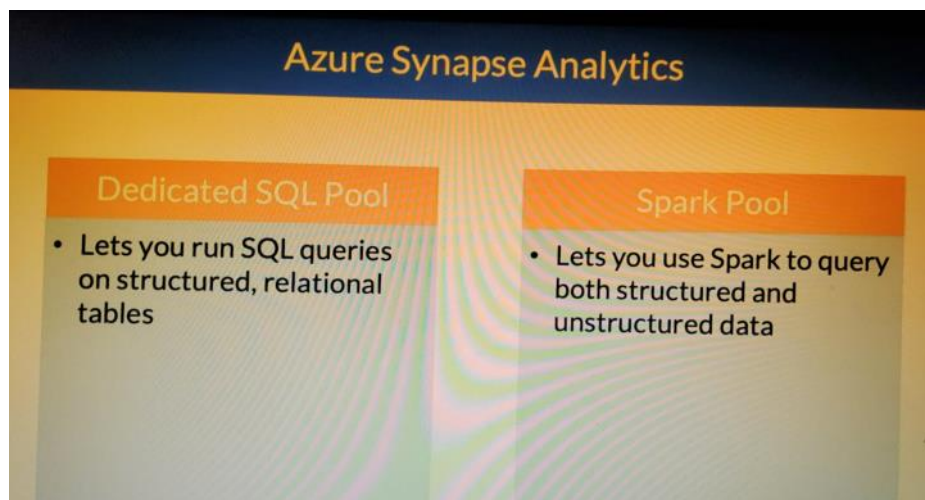 Azure Synapse Analytics
Dedicated SQL Pool
• Lets you run SQL queries
on structured, relational
tables
Spark Pool
• Lets you use Spark to query
both structured and
unstructured data